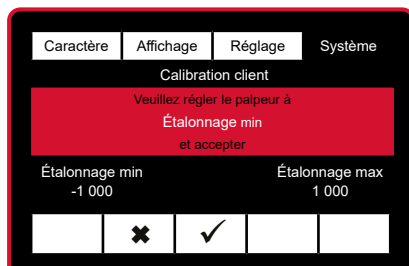 Caractère Affichage Réglage Système
Calibration client
Veuillez régler le palpeur à
Étalonnage min
et accepter
Étalonnage min Étalonnage max
-1 000 1 000